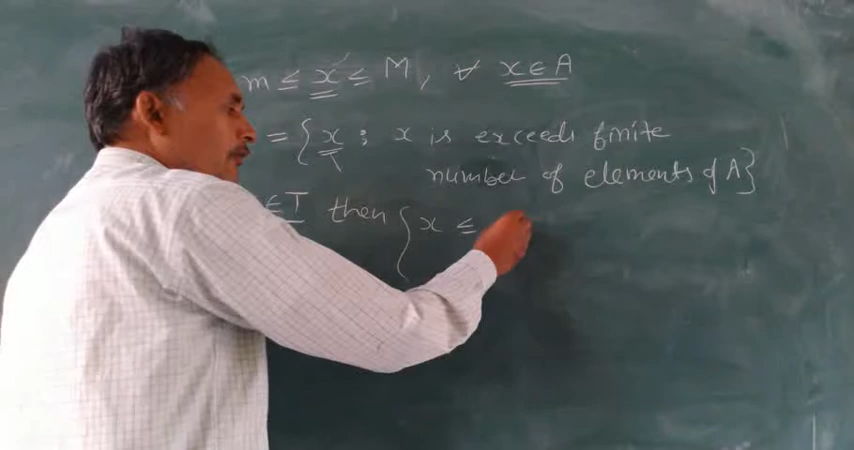 m ≤ x ≤ M, ∀ x ∈ A
= { x ; x is exceeds finite
number of elements of A}
∈ T then { x ≤